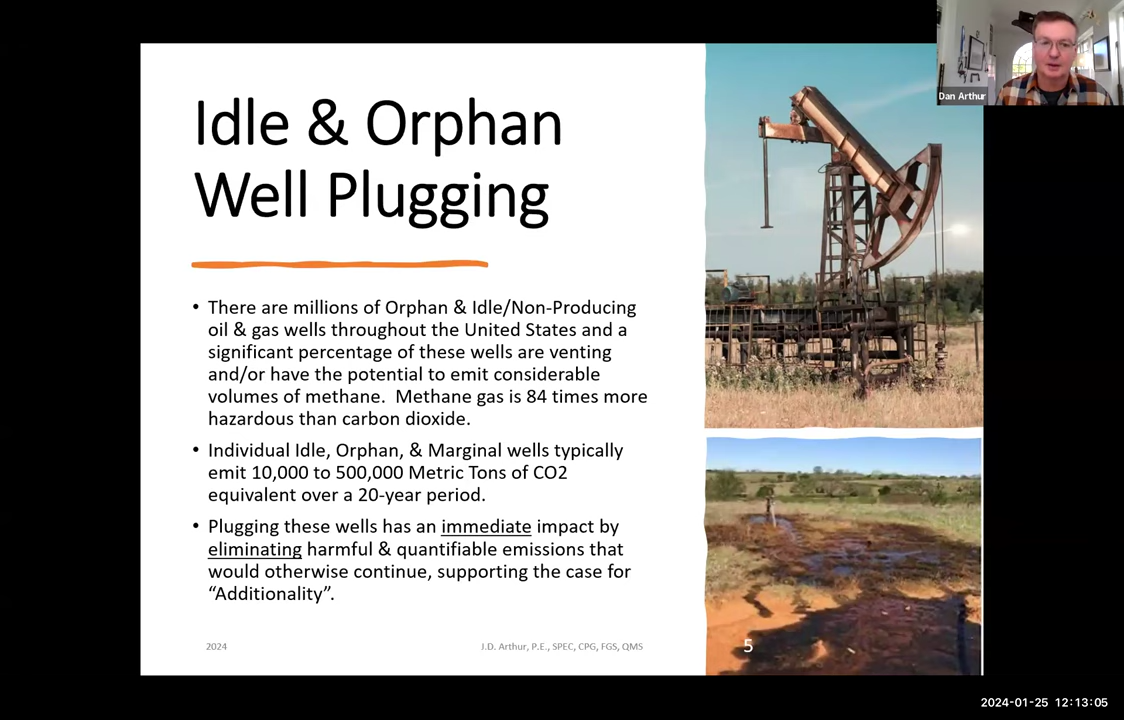 Dan Arthur
Idle & Orphan
Well Plugging
• There are millions of Orphan & Idle/Non-Producing
oil & gas wells throughout the United States and a
significant percentage of these wells are venting
and/or have the potential to emit considerable
volumes of methane.  Methane gas is 84 times more
hazardous than carbon dioxide.
• Individual Idle, Orphan, & Marginal wells typically
emit 10,000 to 500,000 Metric Tons of CO2
equivalent over a 20-year period.
• Plugging these wells has an immediate impact by
eliminating harmful & quantifiable emissions that
would otherwise continue, supporting the case for
“Additionality”.
2024
J.D. Arthur, P.E., SPEC, CPG, FGS, QMS
5
2024-01-25 12:13:05